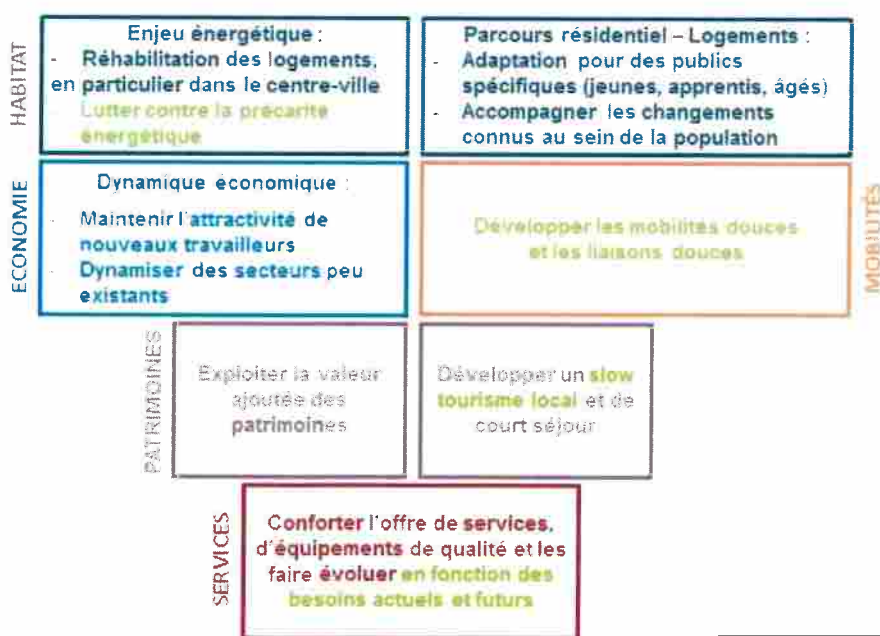 HABITAT
Enjeu énergétique :
- Réhabilitation des logements,
en particulier dans le centre-ville
Lutter contre la précarité
énergétique
Parcours résidentiel – Logements :
- Adaptation pour des publics
spécifiques (jeunes, apprentis, âgés)
- Accompagner les changements
connus au sein de la population
ECONOMIE
Dynamique économique :
- Maintenir l'attractivité de
nouveaux travailleurs
- Dynamiser des secteurs peu
existants
Développer les mobilités douces
et les liaisons douces
MOBILITÉS
PATRIMOINES
Exploiter la valeur
ajoutée des
patrimoines
Développer un slow
tourisme local et de
court séjour
SERVICES
Conforter l'offre de services,
d'équipements de qualité et les
faire évoluer en fonction des
besoins actuels et futurs